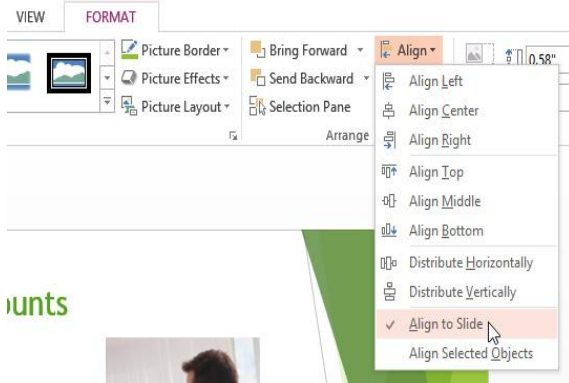 VIEW FORMAT
Picture Border
Picture Effects
Picture Layout
Bring Forward
Send Backward
Selection Pane
Arrange
Align
0.58"
Align Left
Align Center
Align Right
Align Top
Align Middle
Align Bottom
Distribute Horizontally
Distribute Vertically
Align to Slide
Align Selected Objects
ounts